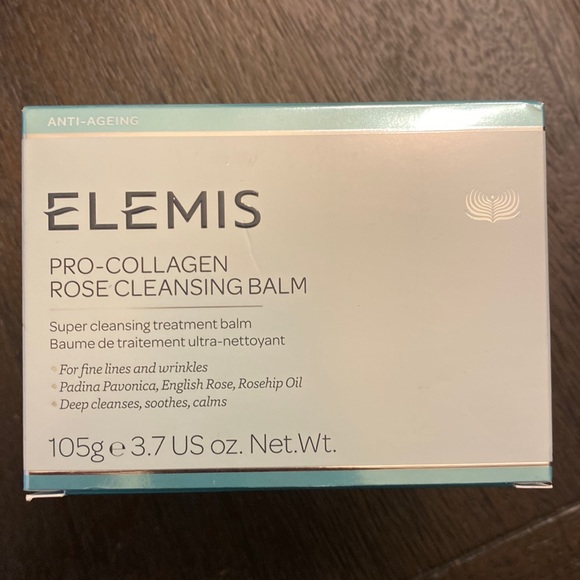 ANTI-AGEING
ELEMIS
PRO-COLLAGEN
ROSE CLEANSING BALM
Super cleansing treatment balm
Baume de traitement ultra-nettoyant
For fine lines and wrinkles
Padina Pavonica, English Rose, Rosehip Oil
Deep cleanses, soothes, calms
105g e 3.7 US oz. Net.Wt.